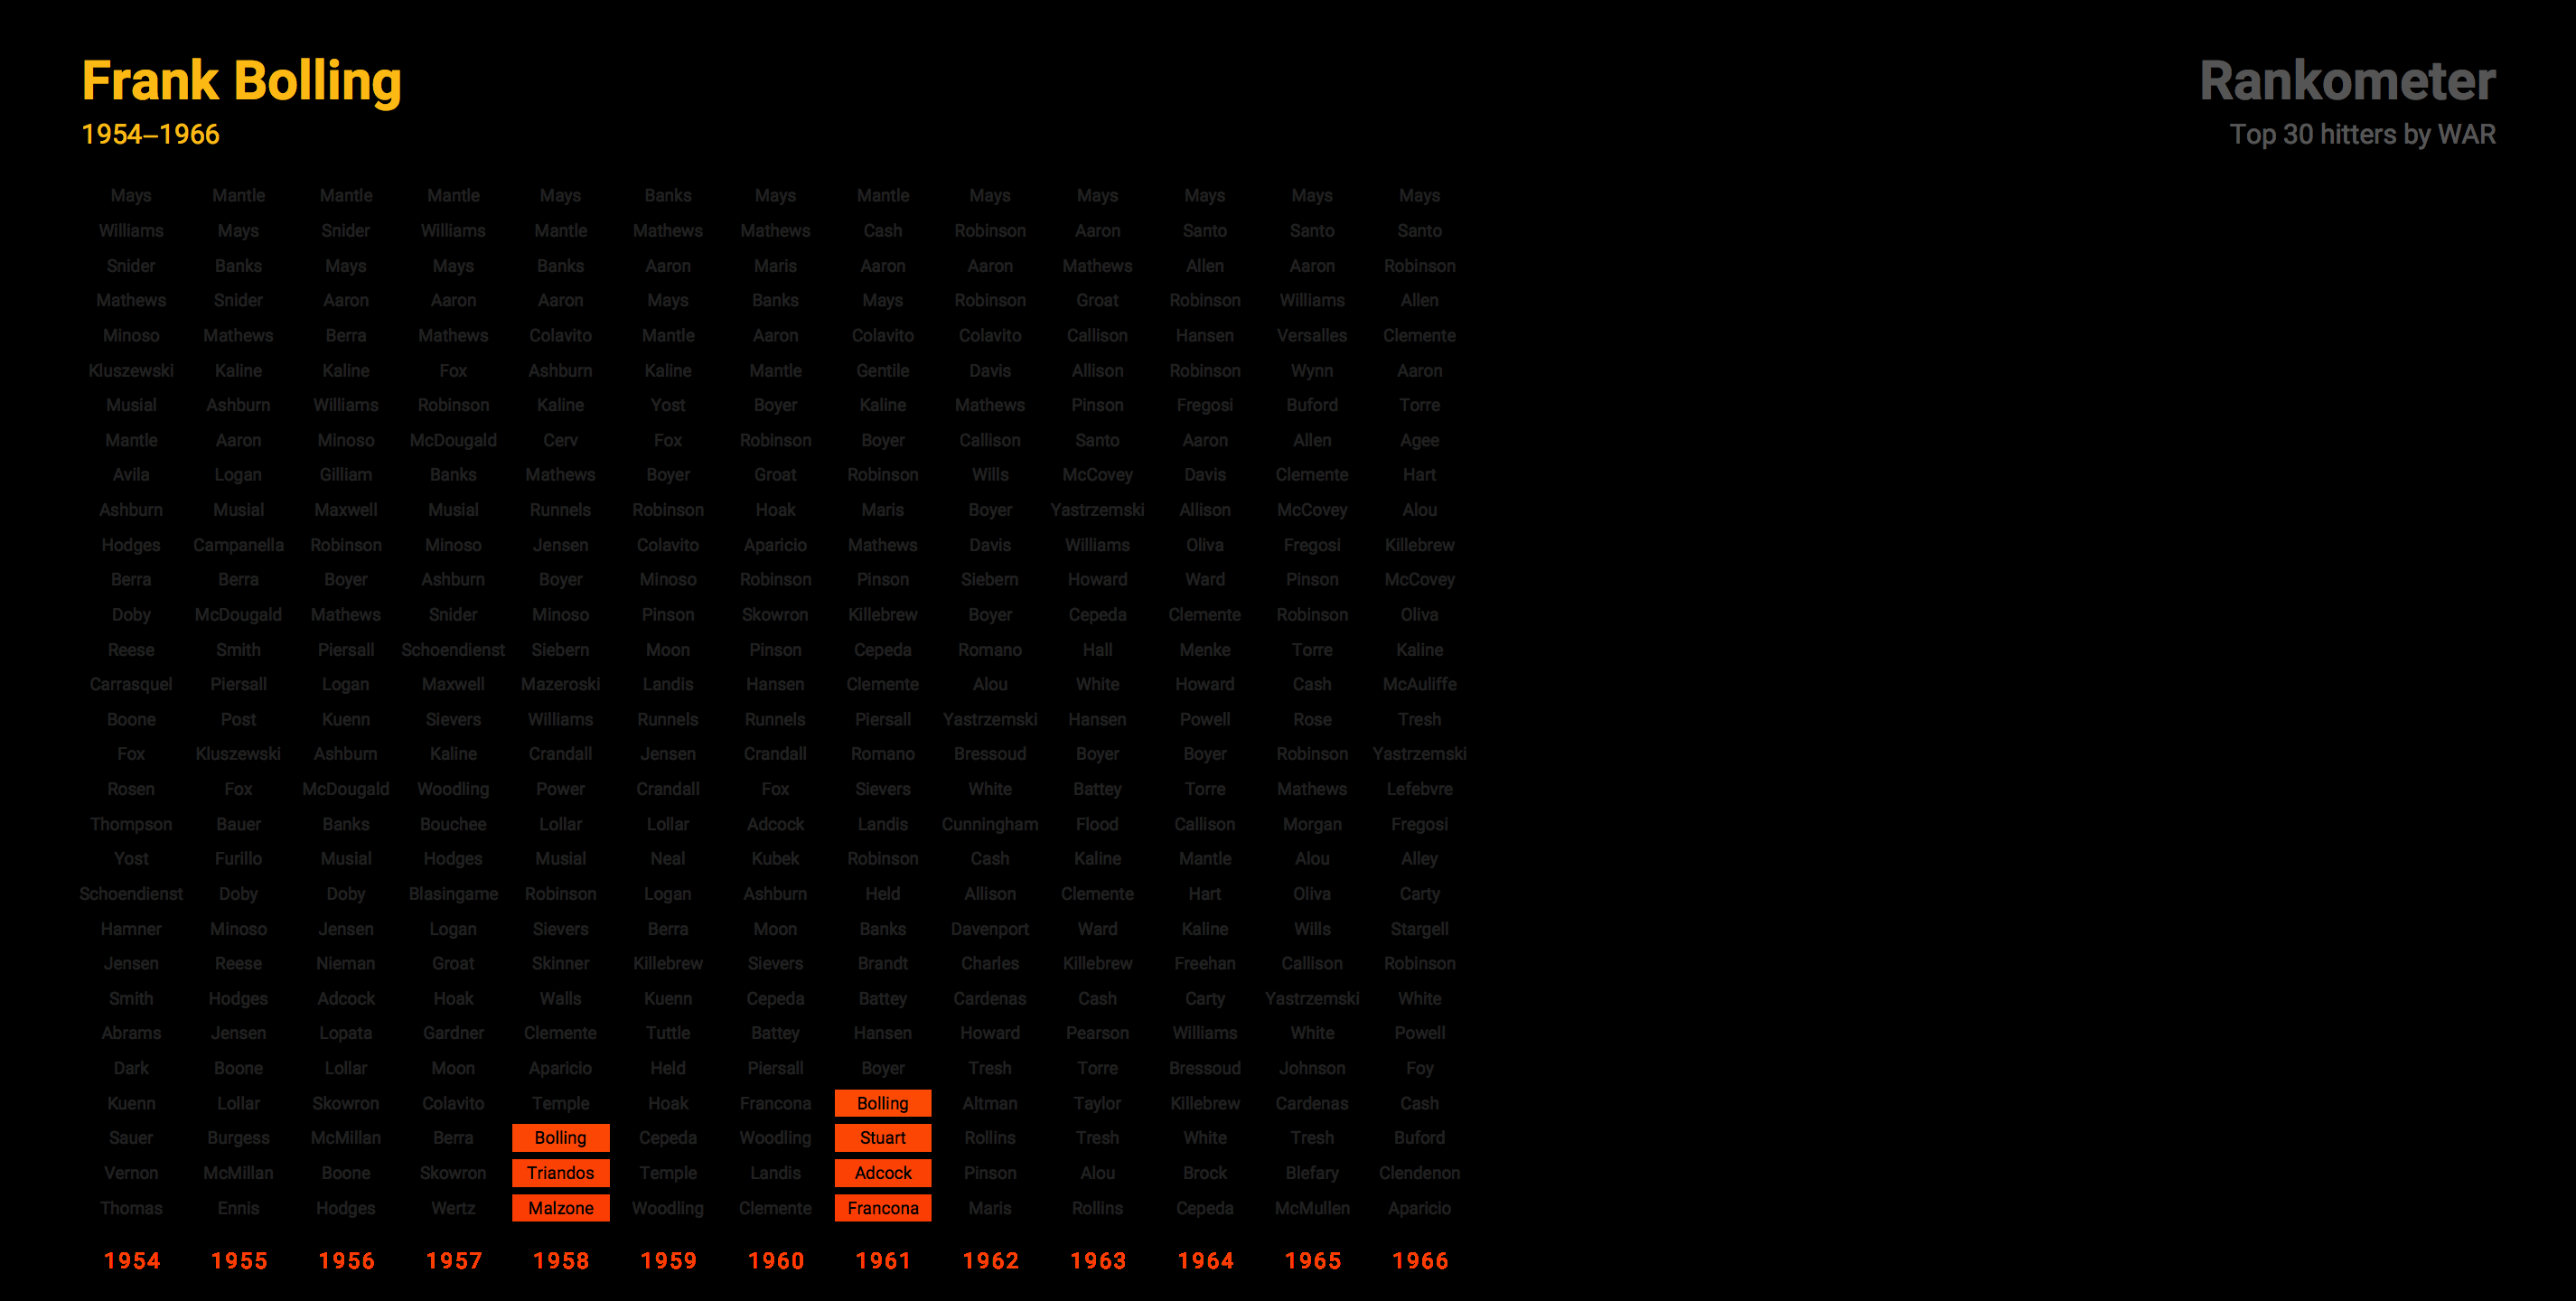 Frank Bolling
1954–1966
Rankometer
Top 30 hitters by WAR
Mays Mantle Mantle Mantle Mays Banks Mays Mantle Mays Mays Mays Mays Mays
Williams Mays Snider Williams Mantle Mathews Mathews Cash Robinson Aaron Santo Santo Santo
Snider Banks Mays Mays Banks Aaron Maris Aaron Aaron Mathews Allen Aaron Robinson
Mathews Snider Aaron Aaron Aaron Mays Banks Mays Robinson Groat Robinson Williams Allen
Minoso Mathews Berra Mathews Colavito Mantle Aaron Colavito Colavito Callison Hansen Versalles Clemente
Kluszewski Kaline Kaline Fox Ashburn Kaline Mantle Gentile Davis Allison Robinson Wynn Aaron
Musial Ashburn Williams Robinson Kaline Yost Boyer Kaline Mathews Pinson Fregosi Buford Torre
Mantle Aaron Minoso McDougald Cerv Fox Robinson Boyer Callison Santo Aaron Allen Agee
Avila Logan Gilliam Banks Mathews Boyer Groat Robinson Wills McCovey Davis Clemente Hart
Ashburn Musial Maxwell Musial Runnels Robinson Hoak Maris Boyer Yastrzemski Allison McCovey Alou
Hodges Campanella Robinson Minoso Jensen Colavito Aparicio Mathews Davis Williams Oliva Fregosi Killebrew
Berra Berra Boyer Ashburn Boyer Minoso Robinson Pinson Siebern Howard Ward Pinson McCovey
Doby McDougald Mathews Snider Minoso Pinson Skowron Killebrew Boyer Cepeda Clemente Robinson Oliva
Reese Smith Piersall Schoendienst Siebern Moon Pinson Cepeda Romano Hall Menke Torre Kaline
Carrasquel Piersall Logan Maxwell Mazeroski Landis Hansen Clemente Alou White Howard Cash McAuliffe
Boone Post Kuenn Sievers Williams Runnels Runnels Piersall Yastrzemski Hansen Powell Rose Tresh
Fox Kluszewski Ashburn Kaline Crandall Jensen Crandall Romano Bressoud Boyer Boyer Robinson Yastrzemski
Rosen Fox McDougald Woodling Power Crandall Fox Sievers White Battey Torre Mathews Lefebvre
Thompson Bauer Banks Bouchee Lollar Lollar Adcock Landis Cunningham Flood Callison Morgan Fregosi
Yost Furillo Musial Hodges Musial Neal Kubek Robinson Cash Kaline Mantle Alou Alley
Schoendienst Doby Doby Blasingame Robinson Logan Ashburn Held Allison Clemente Hart Oliva Carty
Hamner Minoso Jensen Logan Sievers Berra Moon Banks Davenport Ward Kaline Wills Stargell
Jensen Reese Nieman Groat Skinner Killebrew Sievers Brandt Charles Killebrew Freehan Callison Robinson
Smith Hodges Adcock Hoak Walls Kuenn Cepeda Battey Cardenas Cash Carty Yastrzemski White
Abrams Jensen Lopata Gardner Clemente Tuttle Battey Hansen Howard Pearson Williams White Powell
Dark Boone Lollar Moon Aparicio Held Piersall Boyer Tresh Torre Bressoud Johnson Foy
Kuenn Lollar Skowron Colavito Temple Hoak Francona Bolling Altman Taylor Killebrew Cardenas Cash
Sauer Burgess McMillan Berra Bolling Cepeda Woodling Stuart Rollins Tresh White Tresh Buford
Vernon McMillan Boone Skowron Triandos Temple Landis Adcock Pinson Alou Brock Blefary Clendenon
Thomas Ennis Hodges Wertz Malzone Woodling Clemente Francona Maris Rollins Cepeda McMullen Aparicio
1954 1955 1956 1957 1958 1959 1960 1961 1962 1963 1964 1965 1966